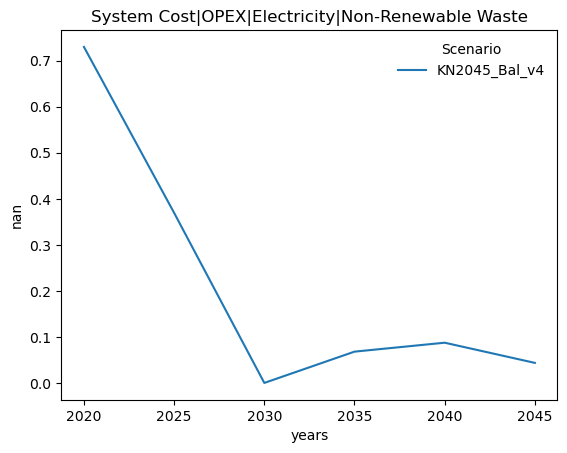 System Cost|OPEX|Electricity|Non-Renewable Waste
Scenario
KN2045_Bal_v4
0.7
0.6
0.5
0.4
0.3
0.2
0.1
0.0
nan
2020 2025 2030 2035 2040 2045
years